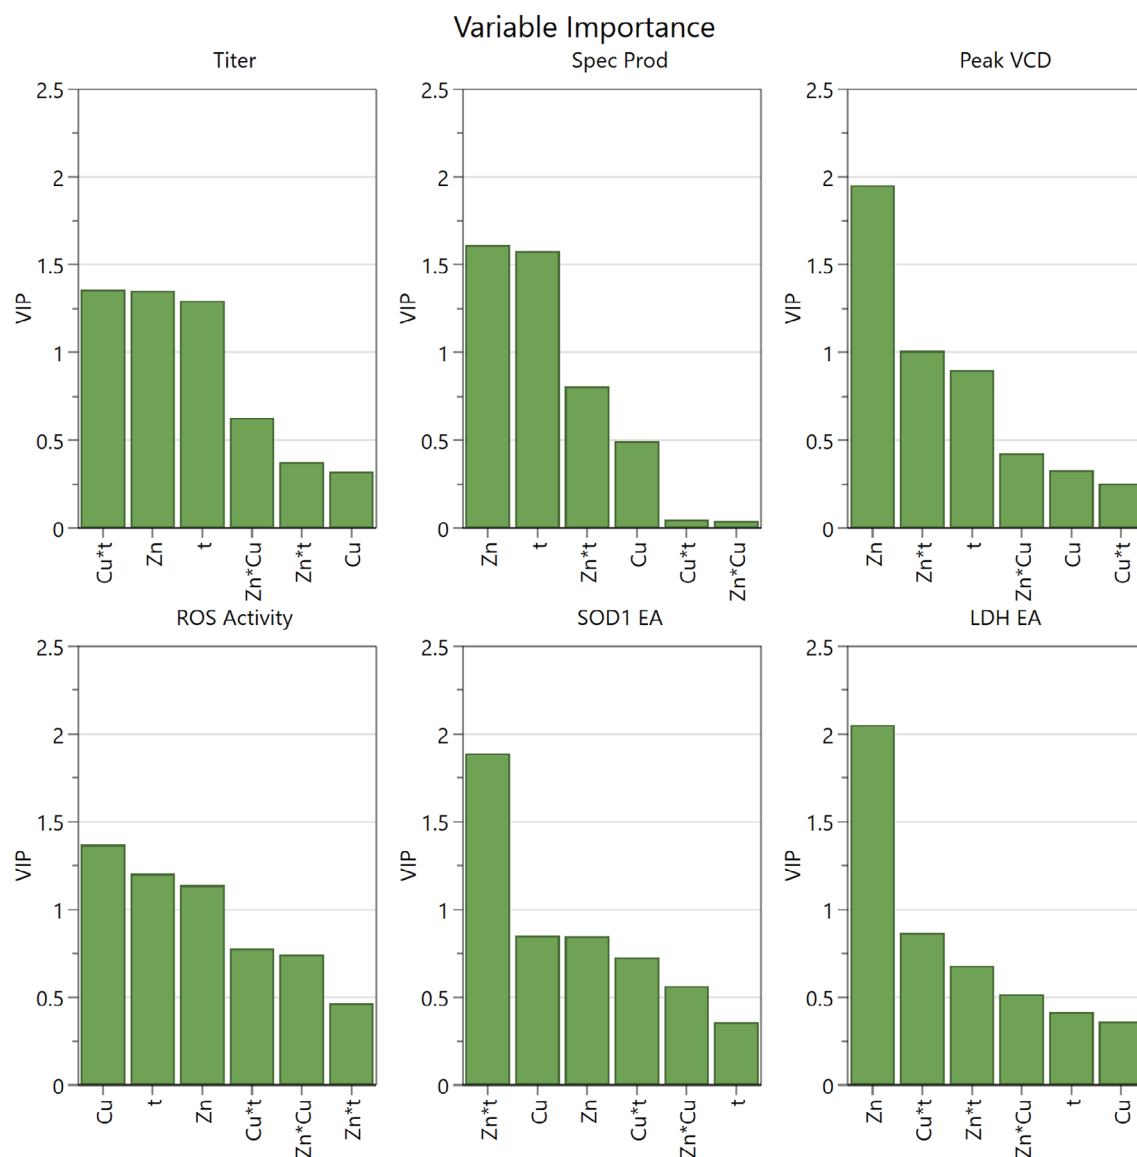 Variable Importance
Titer
Spec Prod
Peak VCD
2.5
2
1.5
1
0.5
0
VIP
Cu*t
Zn
t
Zn*Cu
Zn*t
Cu
2.5
2
1.5
1
0.5
0
VIP
Zn
t
Zn*t
Cu
Cu*t
Zn*Cu
2.5
2
1.5
1
0.5
0
VIP
Zn
Zn*t
t
Zn*Cu
Cu
Cu*t
ROS Activity
SOD1 EA
LDH EA
2.5
2
1.5
1
0.5
0
VIP
Cu
t
Zn
Cu*t
Zn*Cu
Zn*t
2.5
2
1.5
1
0.5
0
VIP
Zn*t
Cu
Zn
Cu*t
Zn*Cu
t
2.5
2
1.5
1
0.5
0
VIP
Zn
Cu*t
Zn*t
Zn*Cu
t
Cu